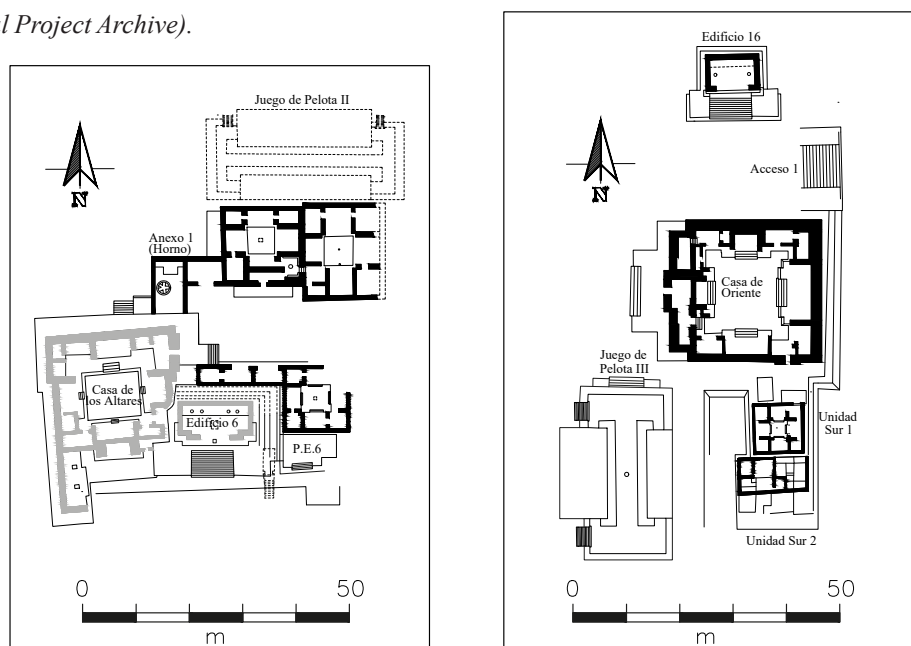 l Project Archive).
Juego de Pelota II
N
Anexo 1
(Horno)
Casa de
los Altares
Edificio 6
P.E.6
0 50
m
Edificio 16
N
Acceso 1
Casa de
Oriente
Juego de
Pelota III
Unidad
Sur 1
Unidad Sur 2
0 50
m